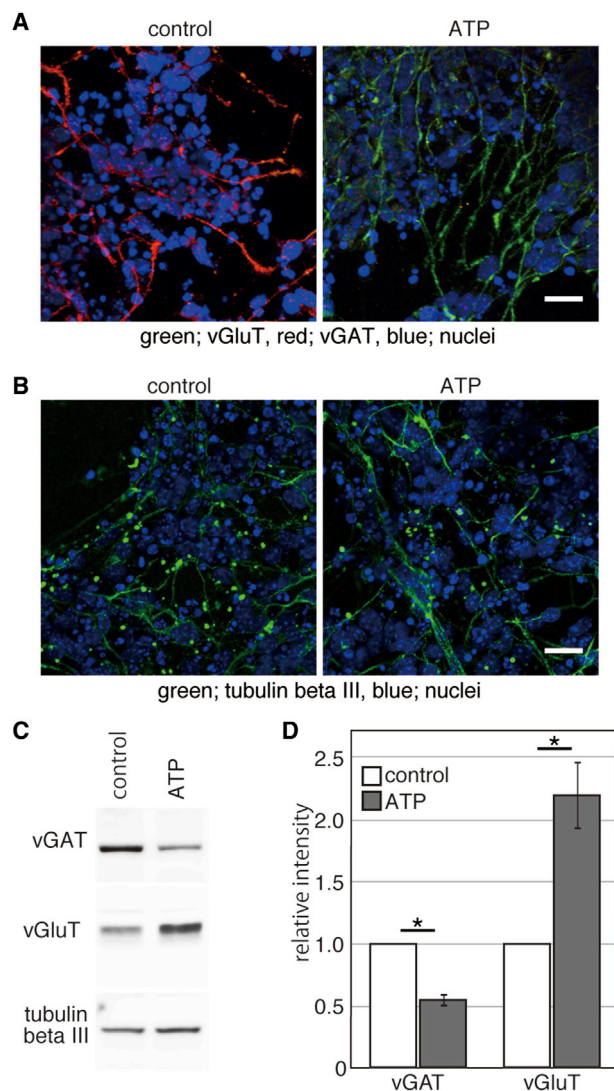 A
control
ATP
green; vGluT, red; vGAT, blue; nuclei
B
control
ATP
green; tubulin beta III, blue; nuclei
C
control
ATP
vGAT
vGluT
tubulin
beta III
D
relative intensity
2.5
2.0
1.5
1.0
0.5
0
control
ATP
*
*
vGAT
vGluT